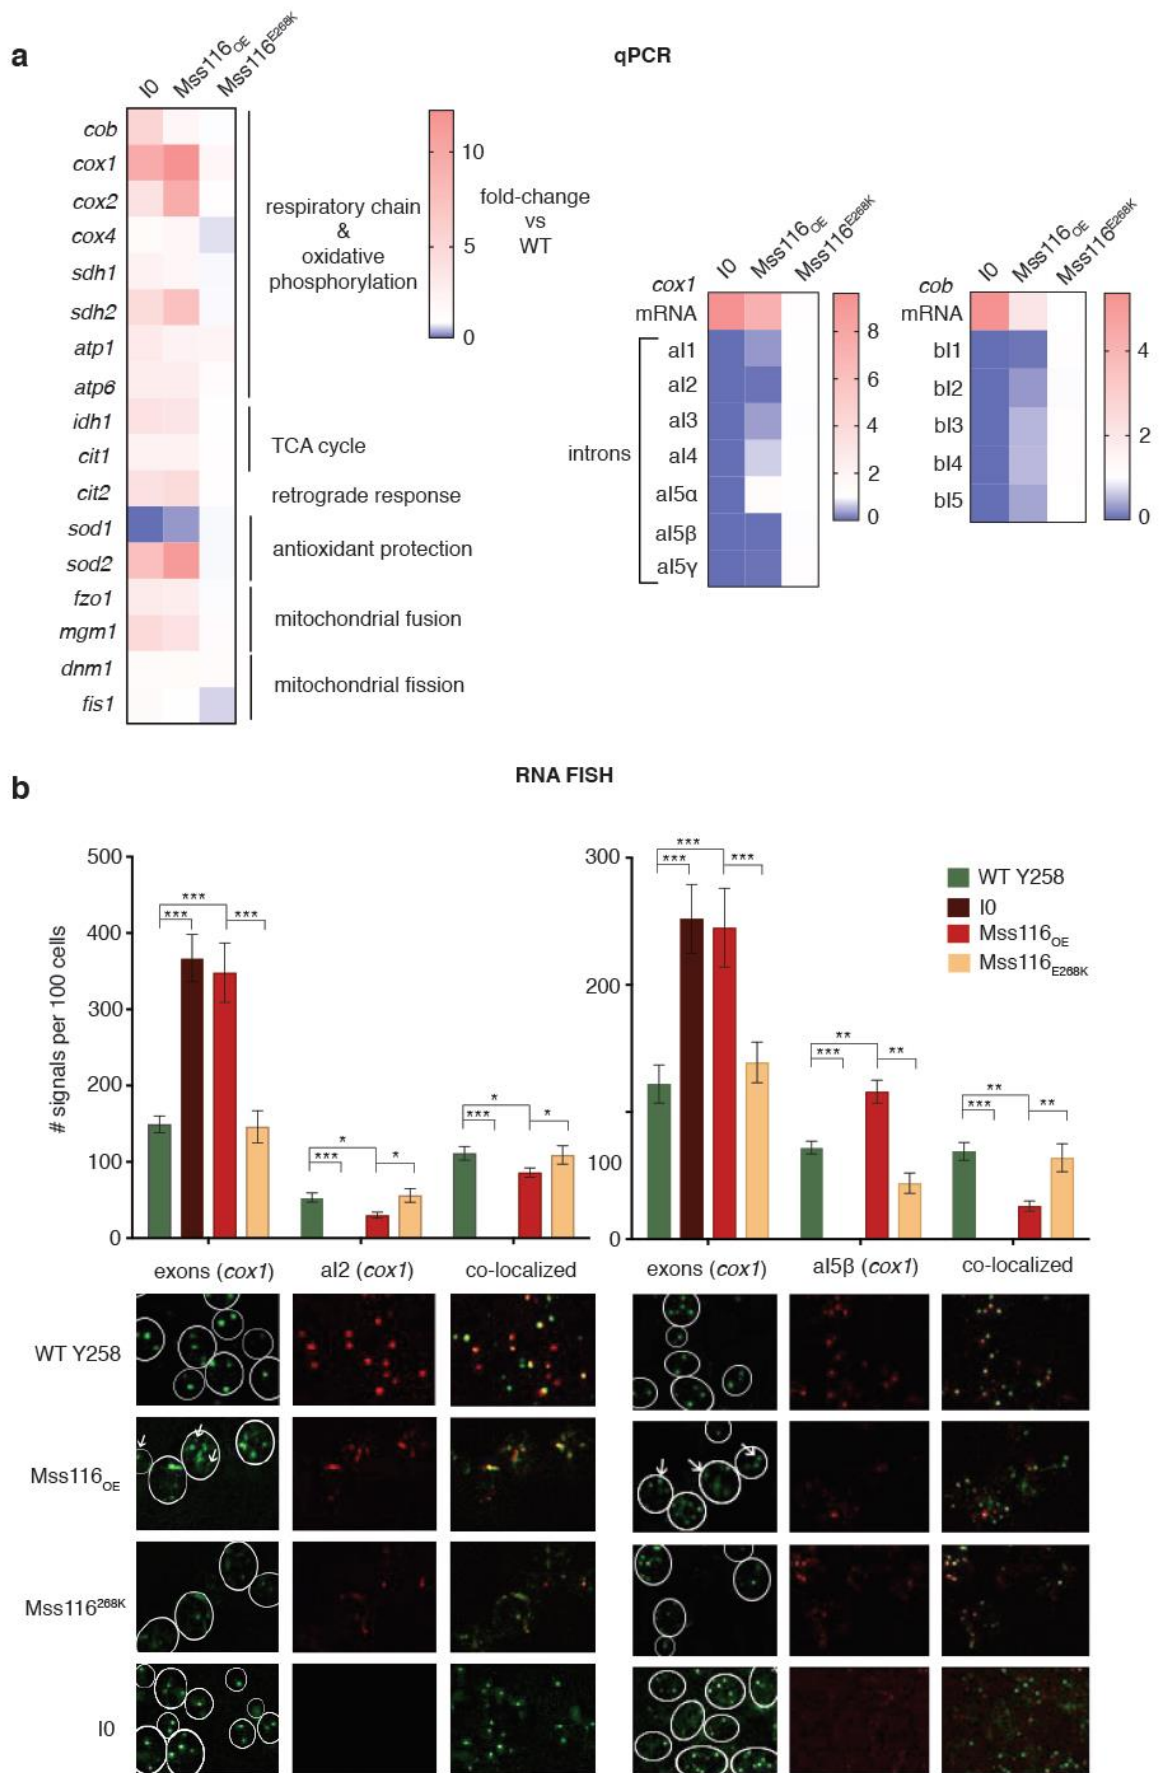 a
qPCR
I0
Mss116OE
Mss116E268K
cob
cox1
cox2
cox4
sdh1
sdh2
atp1
atp6
idh1
cit1
cit2
sod1
sod2
fzo1
mgm1
dnm1
fis1
respiratory chain
&
oxidative
phosphorylation
TCA cycle
retrograde response
antioxidant protection
mitochondrial fusion
mitochondrial fission
10
5
0
fold-change
vs
WT
I0
Mss116OE
Mss116E268K
cox1
mRNA
aI1
aI2
aI3
aI4
aI5α
aI5β
aI5γ
introns
8
6
4
2
0
I0
Mss116OE
Mss116E268K
cob
mRNA
bI1
bI2
bI3
bI4
bI5
4
2
0
b
RNA FISH
# signals per 100 cells
500
400
300
200
100
0
***
***
***
*
***
*
*
***
*
exons (cox1)
aI2 (cox1)
co-localized
300
200
100
0
***
***
***
**
***
**
**
***
**
WT Y258
I0
Mss116OE
Mss116E268K
exons (cox1)
aI5β (cox1)
co-localized
WT Y258
Mss116OE
Mss116268K
I0